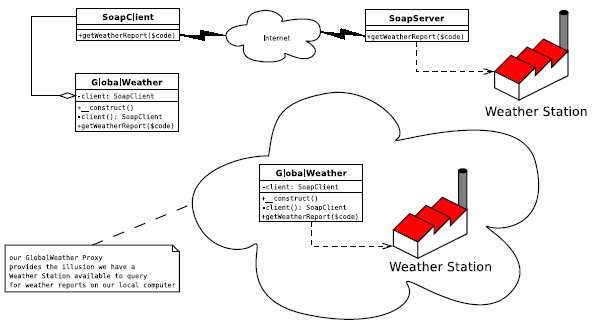 SoapClient
+getWeatherReport($code)
Internet
SoapServer
+getWeatherReport($code)
Weather Station
GlobalWeather
-client: SoapClient
+__construct()
▪client(): SoapClient
+getWeatherReport($code)
GlobalWeather
-client: SoapClient
+__construct()
▪client(): SoapClient
+getWeatherReport($code)
Weather Station
our GlobalWeather Proxy
provides the illusion we have a
Weather Station available to query
for weather reports on our local computer